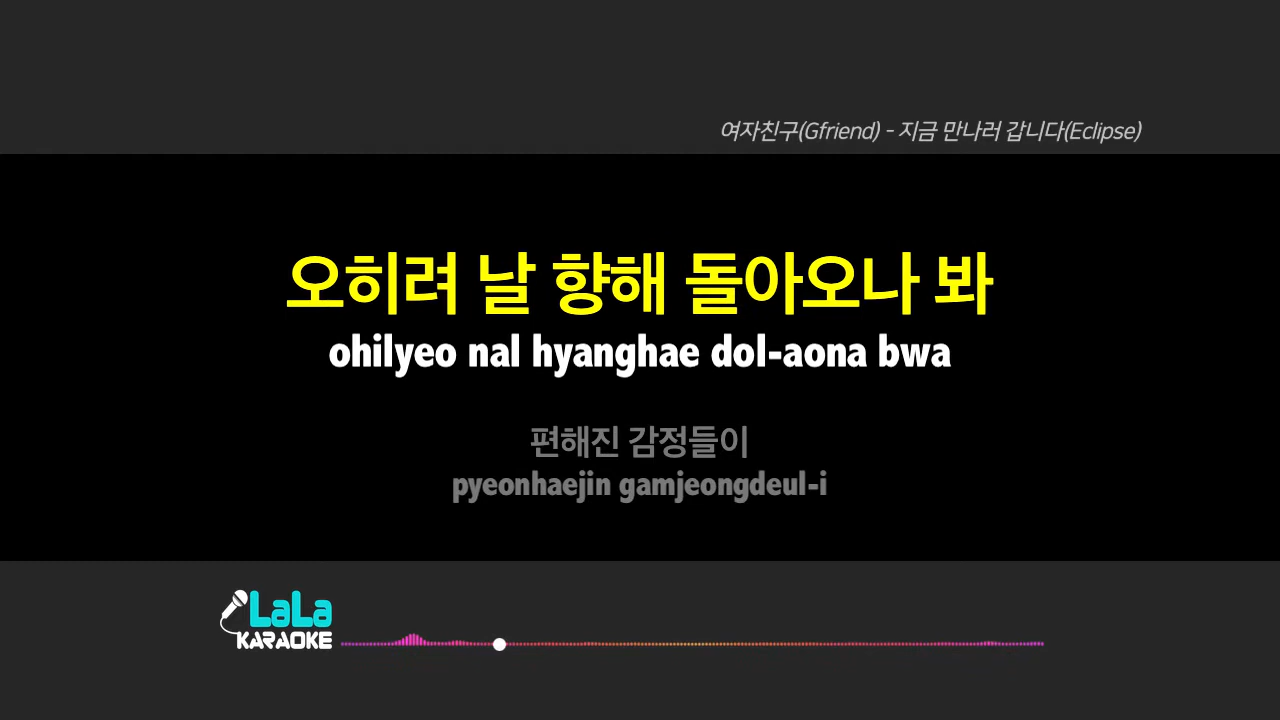 여자친구(Gfriend) - 지금 만나러 갑니다(Eclipse)
오히려 날 향해 돌아오나 봐
ohilyeo nal hyanghae dol-aona bwa
편해진 감정들이
pyeonhaejin gamjeongdeul-i
LaLa
KARAOKE